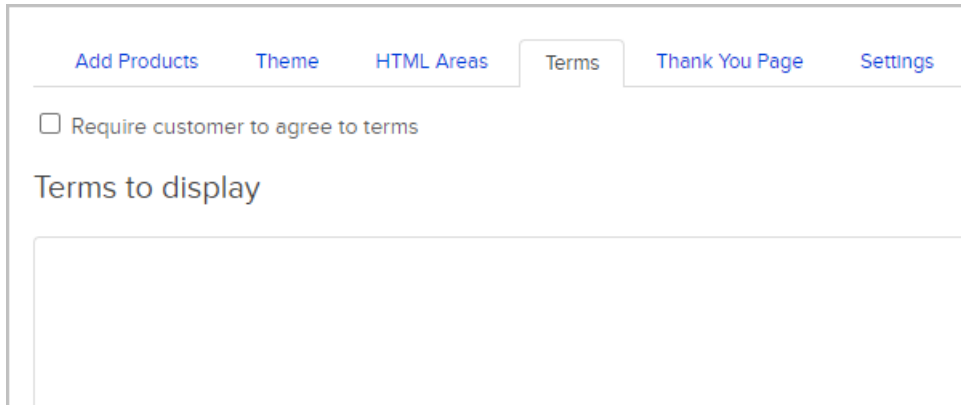 Add Products Theme HTML Areas Terms Thank You Page Settings
Require customer to agree to terms
Terms to display